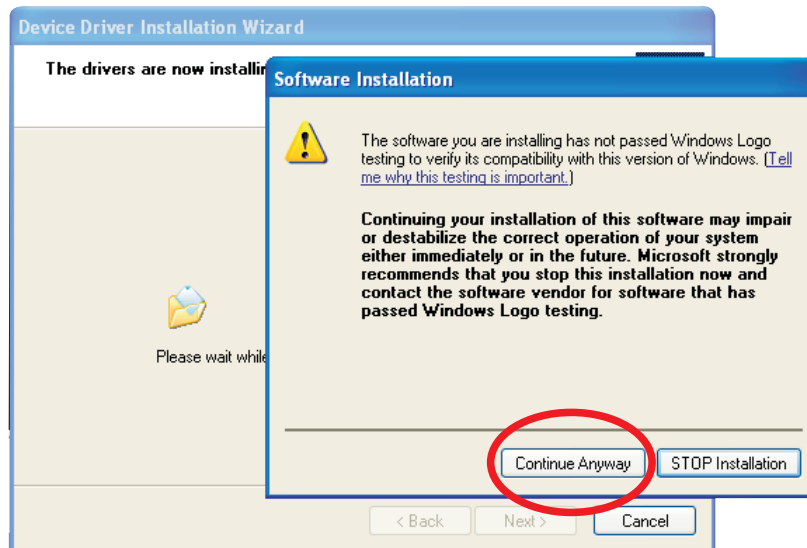 Device Driver Installation Wizard
The drivers are now
Software Installation
The software you are installing has not passed Windows Logo
testing to verify its compatibility with this version of Windows. (Tell
me why this testing is important.)
Continuing your installation of this software may impair
or destabilize the correct operation of your system
either immediately or in the future. Microsoft strongly
recommends that you stop this installation now and
contact the software vendor for software that has
passed Windows Logo testing.
Please wait while
Continue Anyway
STOP Installation
< Back
Next >
Cancel